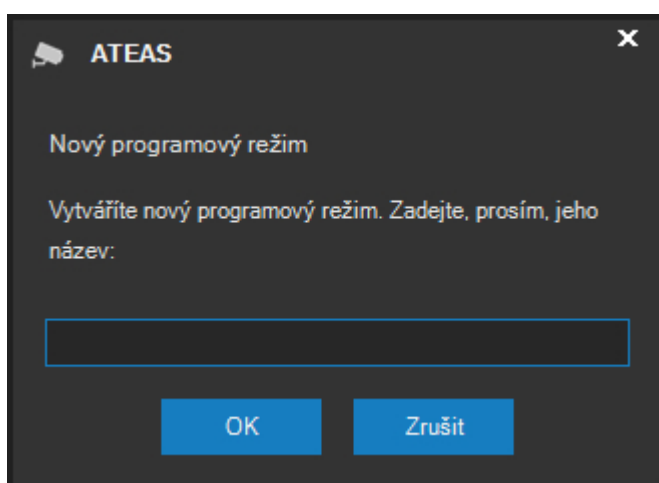 ATEAS
Nový programový režim
Vytváříte nový programový režim. Zadejte, prosím, jeho
název:
OK Zrušit